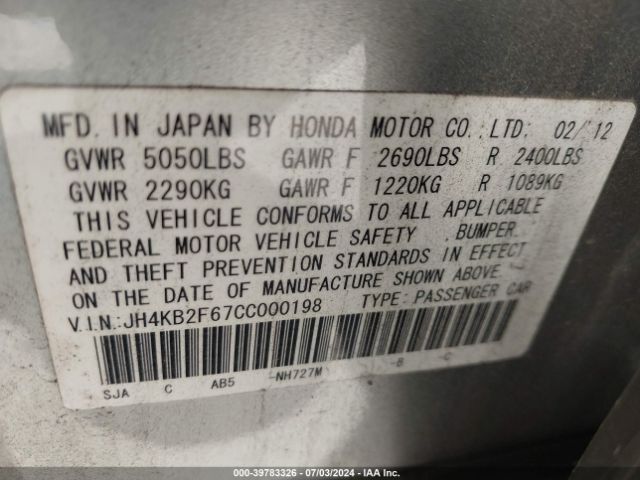 MFD. IN JAPAN BY HONDA MOTOR CO., LTD. 02/12
GVWR 5050LBS GAWR F 2690LBS R 2400LBS
GVWR 2290KG GAWR F 1220KG R 1089KG
THIS VEHICLE CONFORMS TO ALL APPLICABLE
FEDERAL MOTOR VEHICLE SAFETY , BUMPER
AND THEFT PREVENTION STANDARDS IN EFFECT
ON THE DATE OF MANUFACTURE SHOWN ABOVE.
V.I.N.:JH4KB2F67CC000198 TYPE: PASSENGER CAR
SJA C AB5 -NH727M -B C
000-39783326 - 07/03/2024 - IAA Inc.